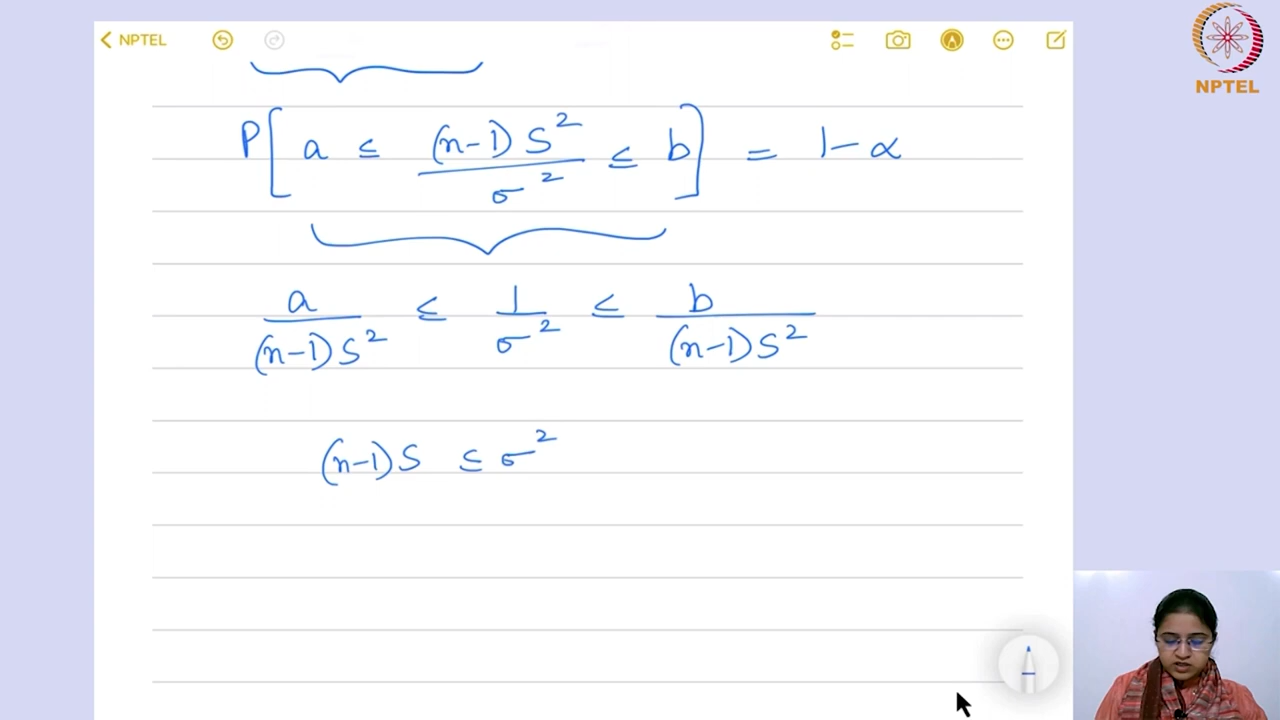 NPTEL
NPTEL
P[ a ≤ (n-1) S² / σ² ≤ b ] = 1-α
a / (n-1) S² ≤ 1 / σ² ≤ b / (n-1) S²
(n-1) S ≤ σ²